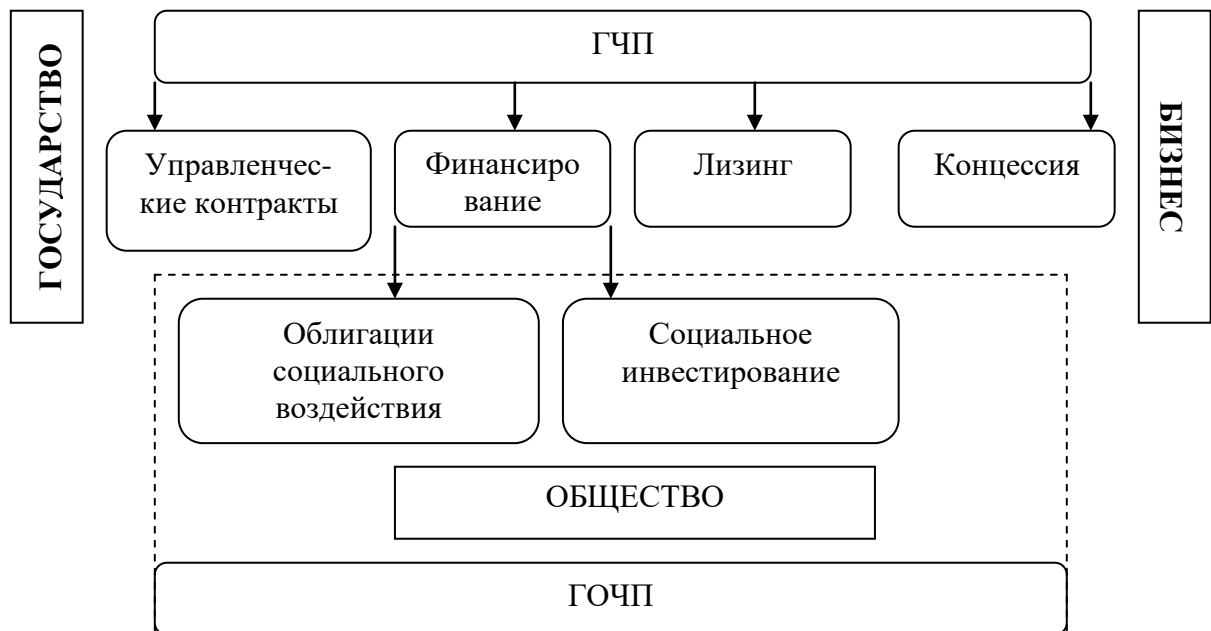 ГОСУДАРСТВО
ГЧП
БИЗНЕС
Управленчес-
кие контракты
Финансиро
вание
Лизинг
Концессия
Облигации
социального
воздействия
Социальное
инвестирование
ОБЩЕСТВО
ГОЧП